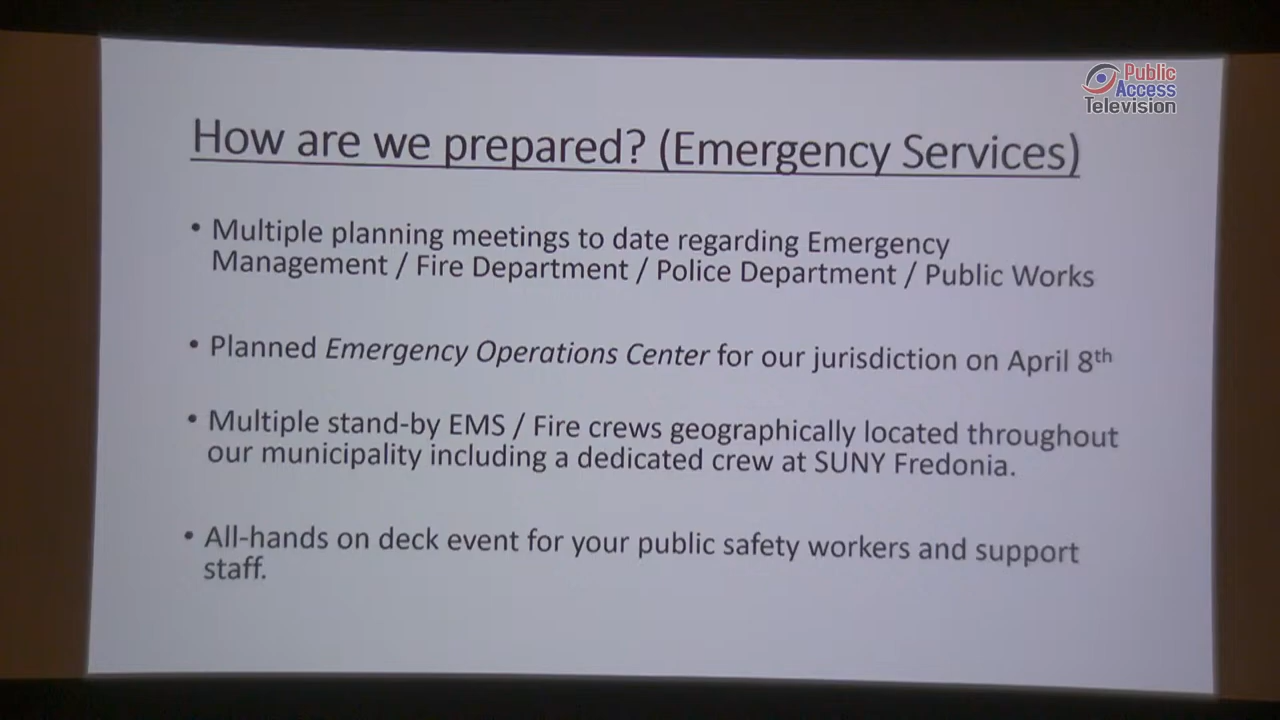 Public
Access
Television
How are we prepared? (Emergency Services)
• Multiple planning meetings to date regarding Emergency
Management / Fire Department / Police Department / Public Works
• Planned Emergency Operations Center for our jurisdiction on April 8th
• Multiple stand-by EMS / Fire crews geographically located throughout
our municipality including a dedicated crew at SUNY Fredonia.
• All-hands on deck event for your public safety workers and support
staff.